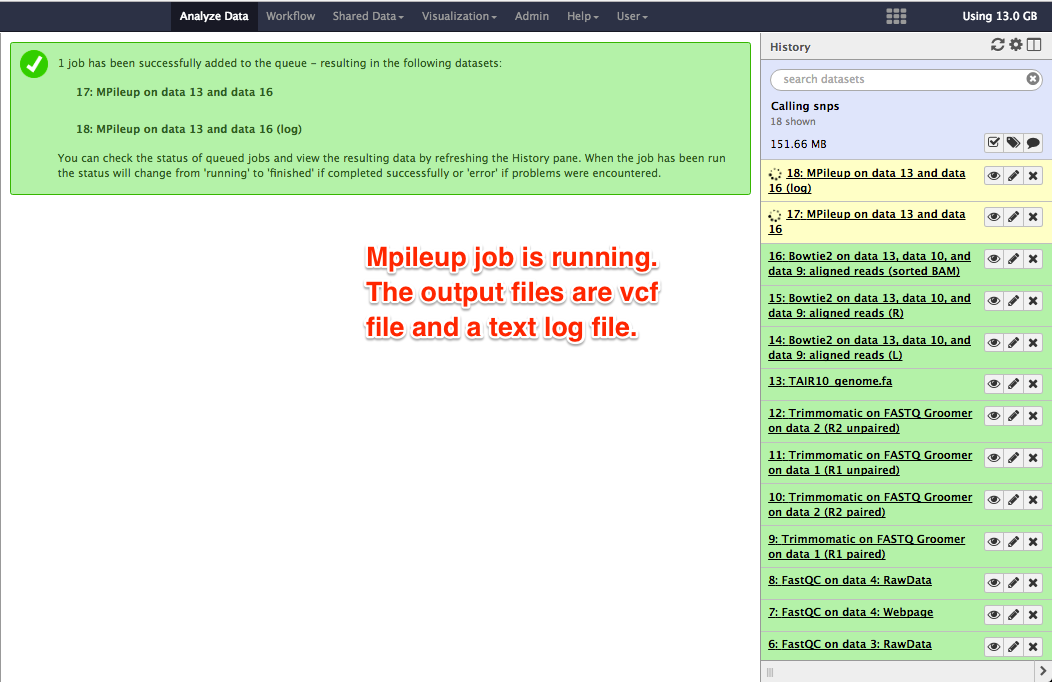 Analyze Data Workflow Shared Data Visualization Admin Help User Using 13.0 GB
1 job has been successfully added to the queue – resulting in the following datasets:
17: MPileup on data 13 and data 16
18: MPileup on data 13 and data 16 (log)
You can check the status of queued jobs and view the resulting data by refreshing the History pane. When the job has been run
the status will change from 'running' to 'finished' if completed successfully or 'error' if problems were encountered.
Mpileup job is running.
The output files are vcf
file and a text log file.
History
search datasets
Calling snps
18 shown
151.66 MB
18: MPileup on data 13 and data
16 (log)
17: MPileup on data 13 and data
16
16: Bowtie2 on data 13, data 10, and
data 9: aligned reads (sorted BAM)
15: Bowtie2 on data 13, data 10, and
data 9: aligned reads (R)
14: Bowtie2 on data 13, data 10, and
data 9: aligned reads (L)
13: TAIR10_genome.fa
12: Trimmomatic on FASTQ Groomer
on data 2 (R2 unpaired)
11: Trimmomatic on FASTQ Groomer
on data 1 (R1 unpaired)
10: Trimmomatic on FASTQ Groomer
on data 2 (R2 paired)
9: Trimmomatic on FASTQ Groomer
on data 1 (R1 paired)
8: FastQC on data 4: RawData
7: FastQC on data 4: Webpage
6: FastQC on data 3: RawData